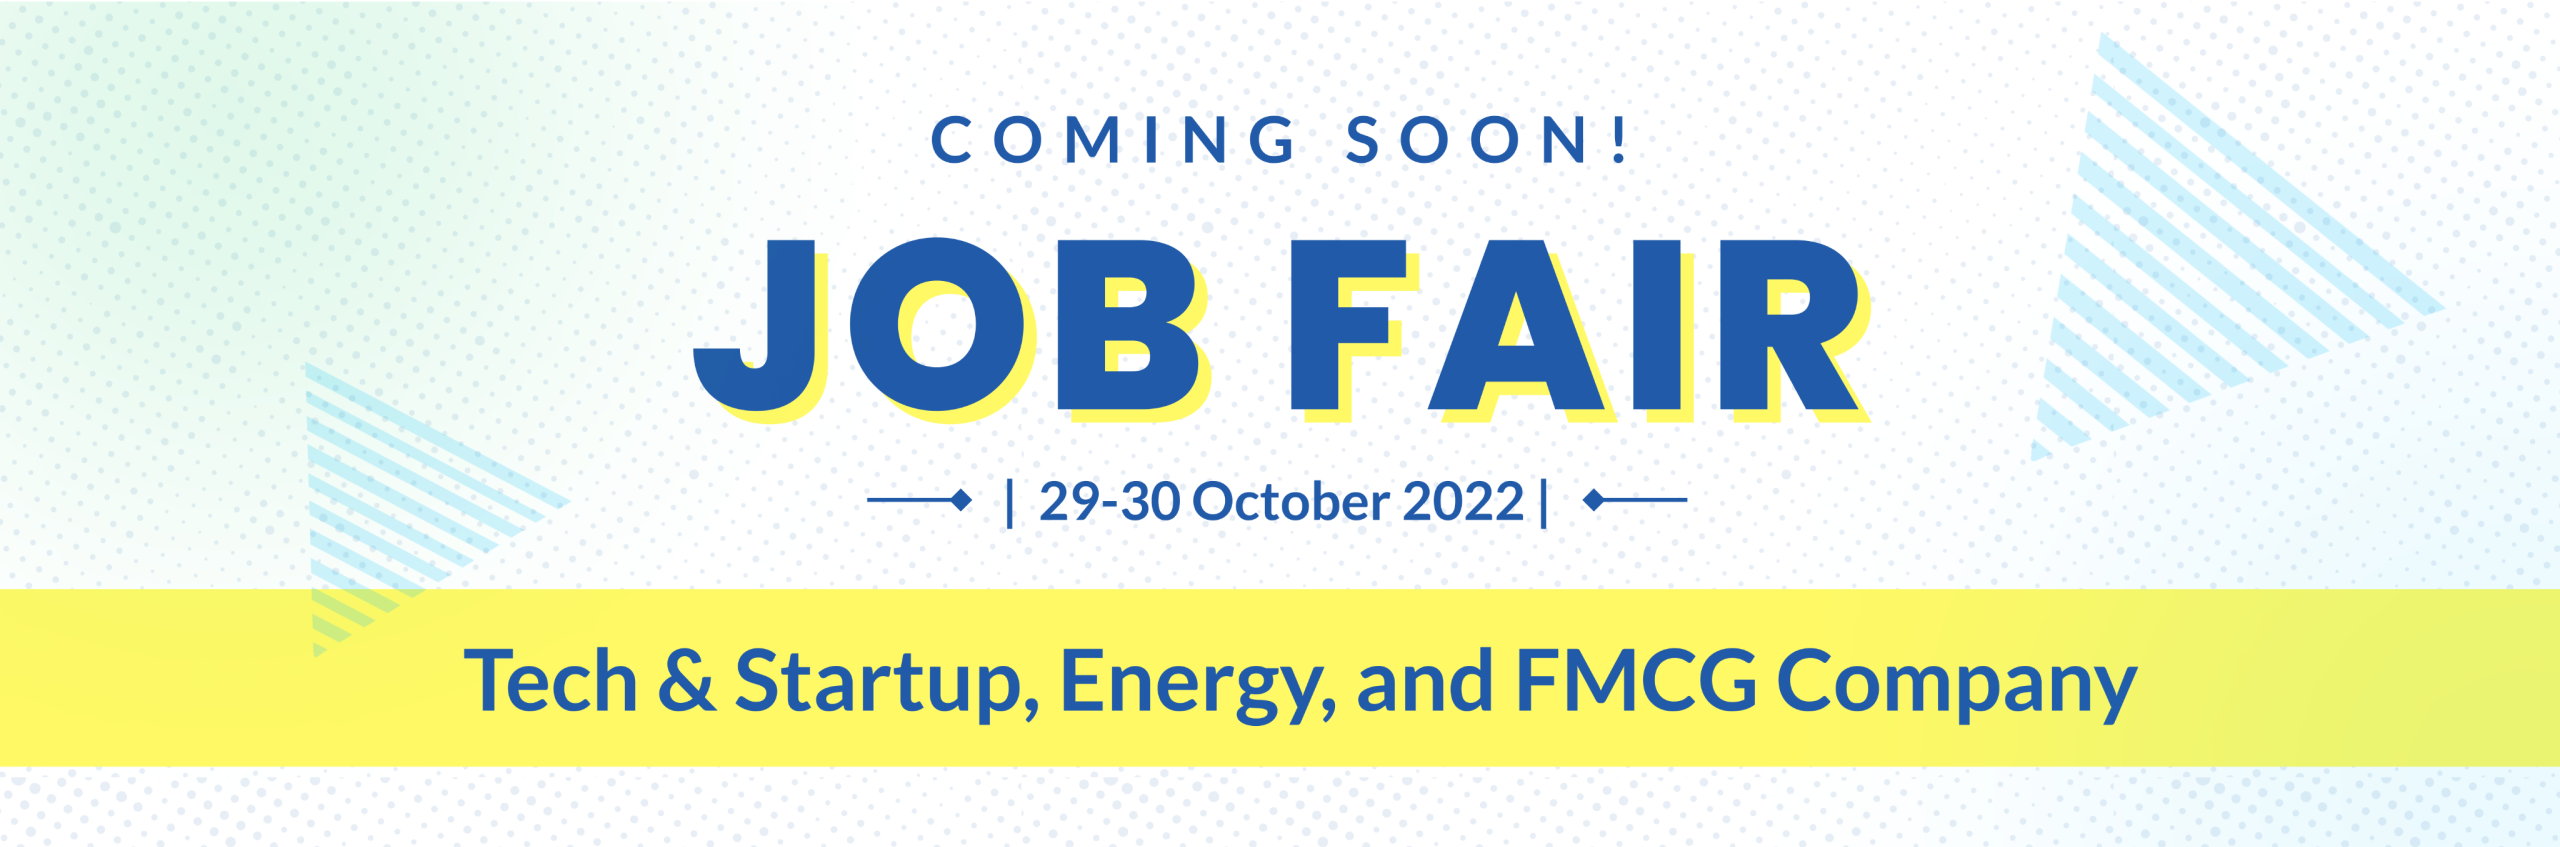 COMING SOON!
JOB FAIR
| 29-30 October 2022 |
Tech & Startup, Energy, and FMCG Company